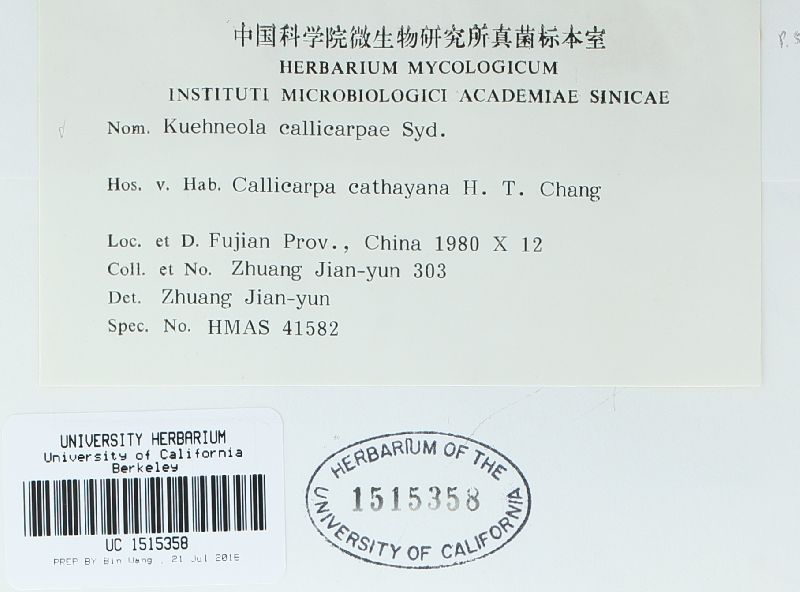 中国科学院微生物研究所真菌标本室
HERBARIUM MYCOLOGICUM
INSTITUTI MICROBIOLOGICI ACADEMIAE SINICAE
Nom. Kuehneola callicarpae Syd.
Hos. v. Hab. Callicarpa cathayana H. T. Chang
Loc. et D. Fujian Prov., China 1980 X 12
Coll. et No. Zhuang Jian-yun 303
Det. Zhuang Jian-yun
Spec. No. HMAS 41582
UNIVERSITY HERBARIUM
University of California
Berkeley
UC 1515358
PREP BY Bin Wang , 21 Jul 2016
HERBARIUM OF THE
1515358
UNIVERSITY OF CALIFORNIA